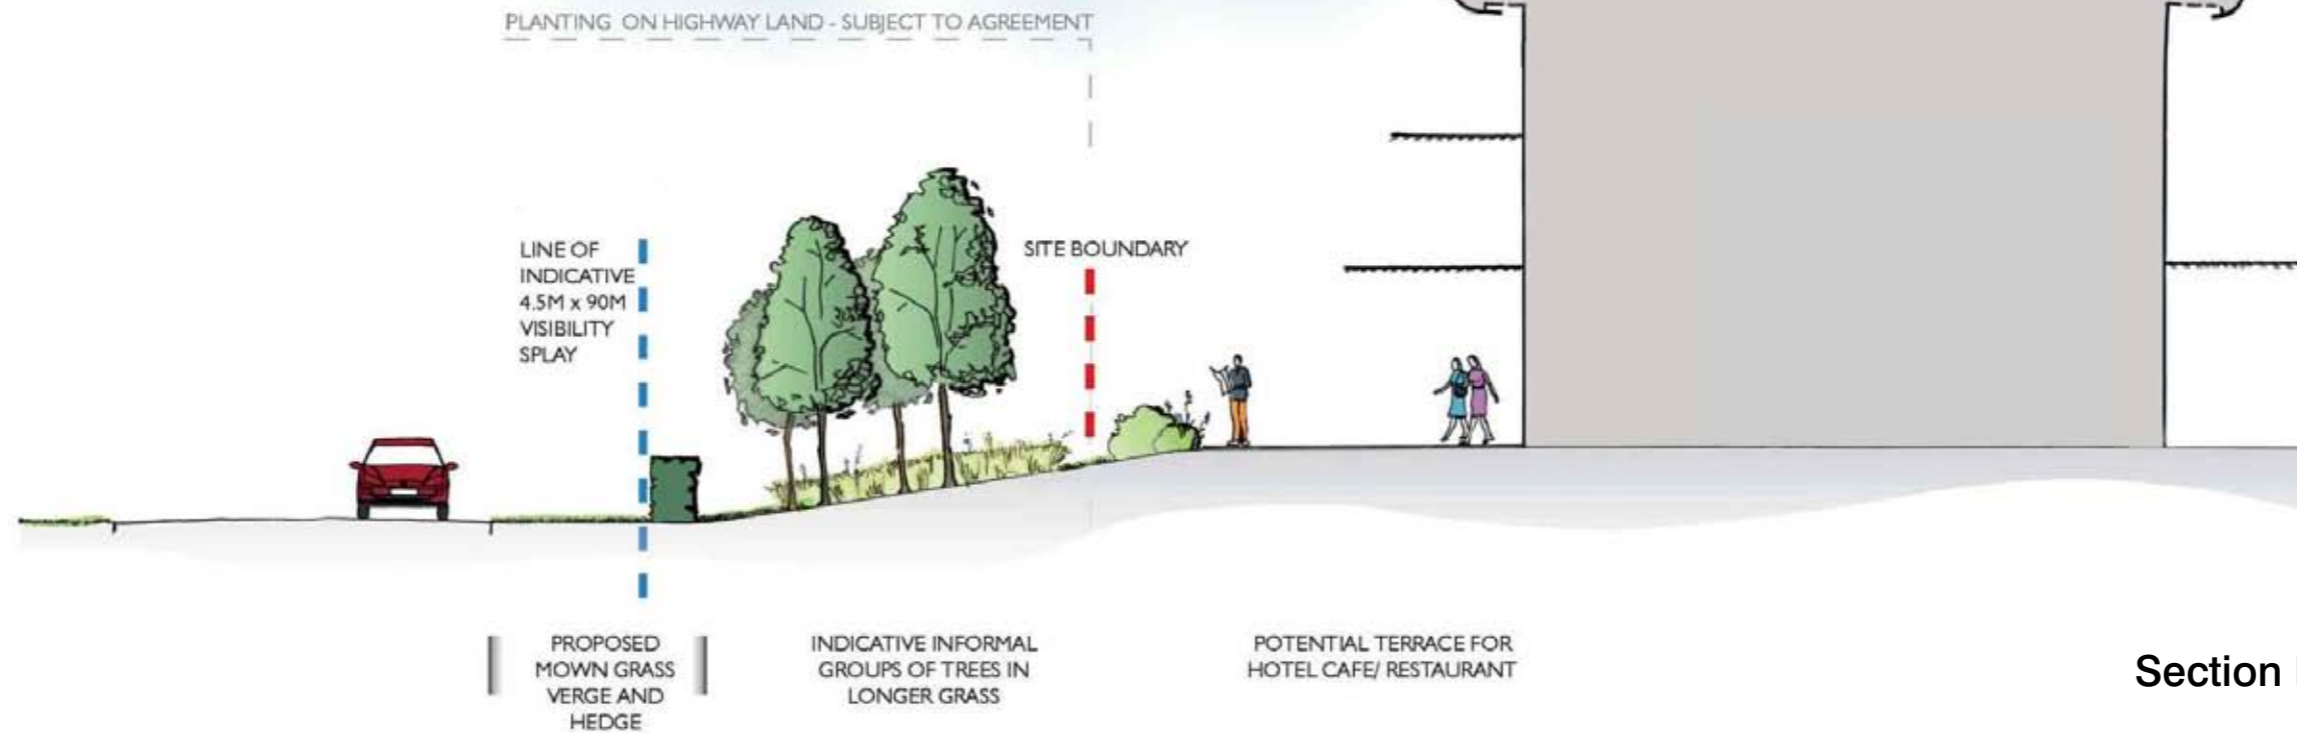 PLANTING ON HIGHWAY LAND - SUBJECT TO AGREEMENT
LINE OF
INDICATIVE
4.5M x 90M
VISIBILITY
SPLAY
SITE BOUNDARY
PROPOSED
MOWN GRASS
VERGE AND
HEDGE
INDICATIVE INFORMAL
GROUPS OF TREES IN
LONGER GRASS
POTENTIAL TERRACE FOR
HOTEL CAFE/ RESTAURANT
Section